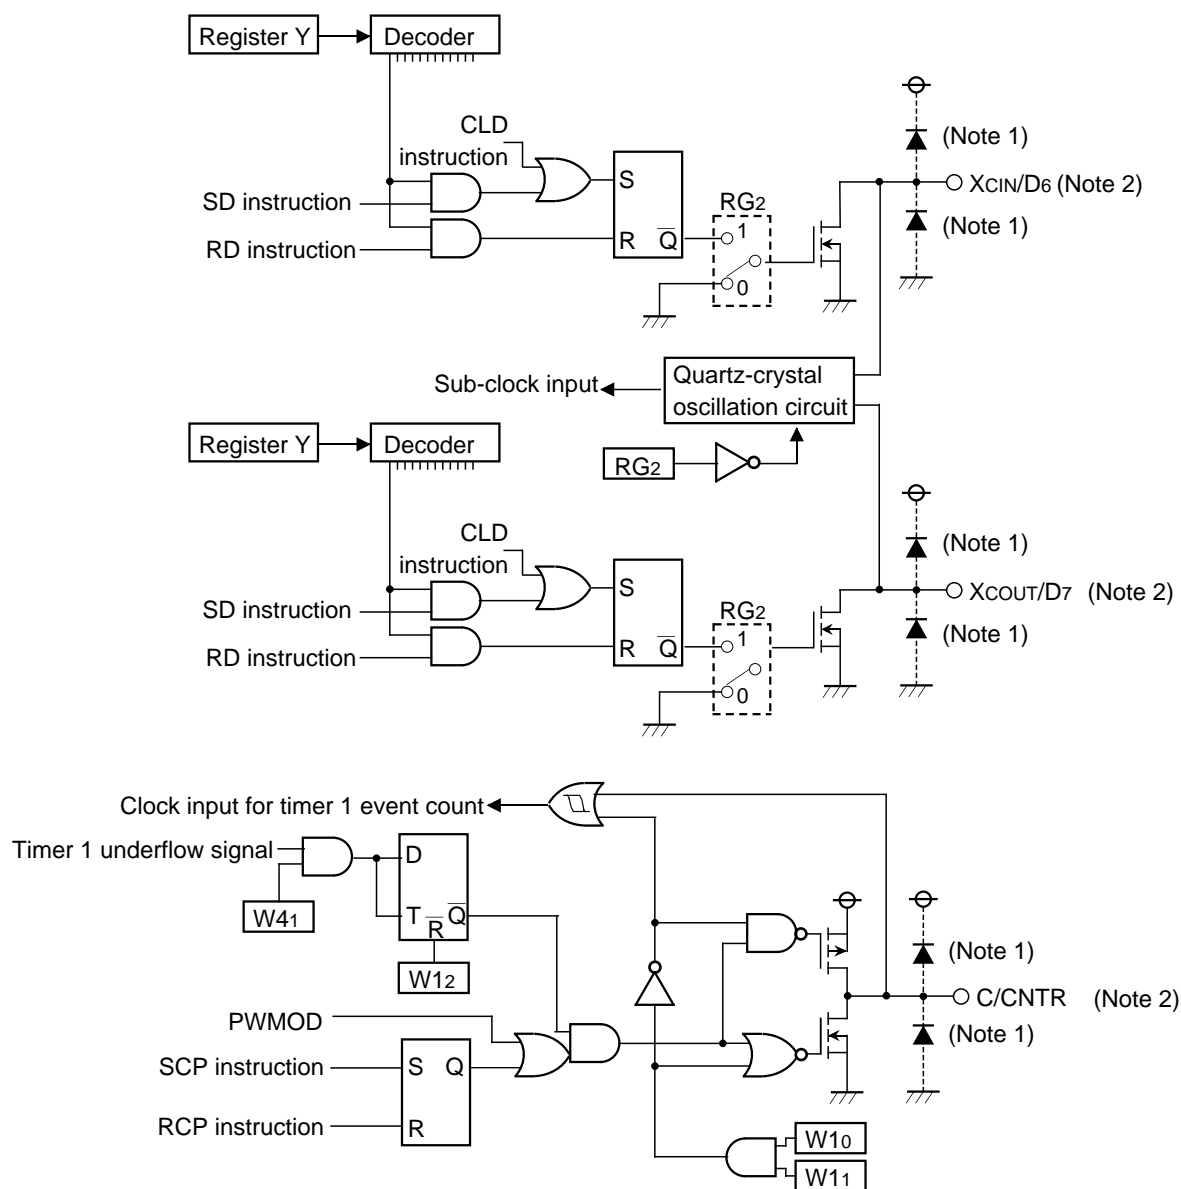 Register Y
Decoder
CLD
instruction
SD instruction
RD instruction
S
R
Q
RG2
1
0
(Note 1)
XCIN/D6 (Note 2)
(Note 1)
Sub-clock input
Quartz-crystal
oscillation circuit
RG2
Register Y
Decoder
CLD
instruction
SD instruction
RD instruction
S
R
Q
RG2
1
0
(Note 1)
XCOUT/D7 (Note 2)
(Note 1)
Clock input for timer 1 event count
Timer 1 underflow signal
W41
D
T
R
Q
W12
PWMOD
SCP instruction
RCP instruction
S
Q
R
(Note 1)
C/CNTR (Note 2)
(Note 1)
W10
W11